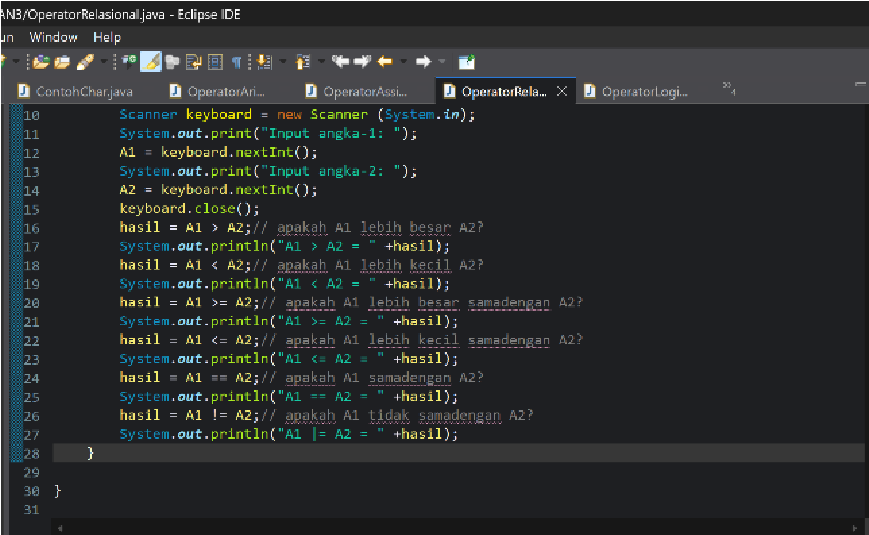 AN3/OperatorRelasional.java - Eclipse IDE
un Window Help
ContohChar.java OperatorAri... OperatorAssi... OperatorRela... OperatorLogi... »4
10 Scanner keyboard = new Scanner (System.in);
11 System.out.print("Input angka-1: ");
12 A1 = keyboard.nextInt();
13 System.out.print("Input angka-2: ");
14 A2 = keyboard.nextInt();
15 keyboard.close();
16 hasil = A1 > A2;// apakah A1 lebih besar A2?
17 System.out.println("A1 > A2 = " +hasil);
18 hasil = A1 < A2;// apakah A1 lebih kecil A2?
19 System.out.println("A1 < A2 = " +hasil);
20 hasil = A1 >= A2;// apakah A1 lebih besar samadengan A2?
21 System.out.println("A1 >= A2 = " +hasil);
22 hasil = A1 <= A2;// apakah A1 lebih kecil samadengan A2?
23 System.out.println("A1 <= A2 = " +hasil);
24 hasil = A1 == A2;// apakah A1 samadengan A2?
25 System.out.println("A1 == A2 = " +hasil);
26 hasil = A1 != A2;// apakah A1 tidak samadengan A2?
27 System.out.println("A1 |= A2 = " +hasil);
28 }
29
30 }
31